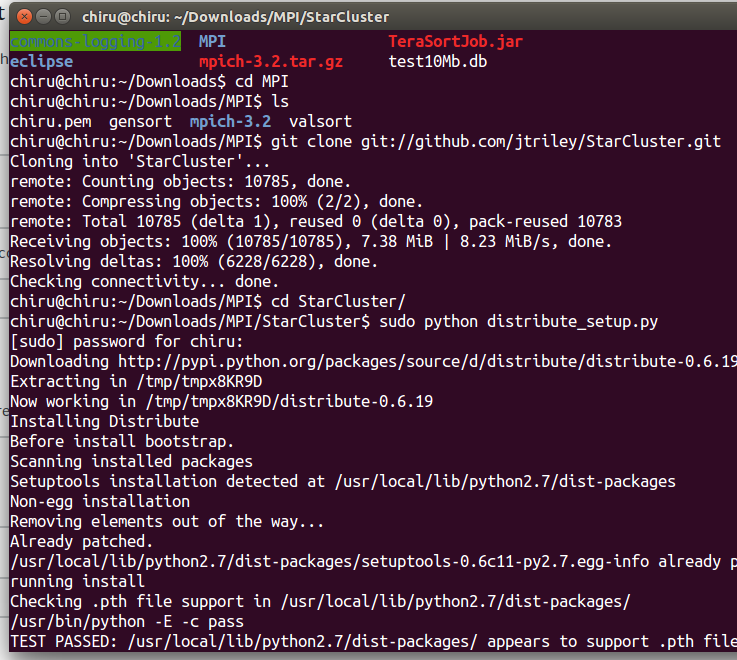 chiru@chiru: ~/Downloads/MPI/StarCluster
commons-logging-1.2 MPI TeraSortJob.jar
eclipse mpich-3.2.tar.gz test10Mb.db
chiru@chiru:~/Downloads$ cd MPI
chiru@chiru:~/Downloads/MPI$ ls
chiru.pem gensort mpich-3.2 valsort
chiru@chiru:~/Downloads/MPI$ git clone git://github.com/jtriley/StarCluster.git
Cloning into 'StarCluster'...
remote: Counting objects: 10785, done.
remote: Compressing objects: 100% (2/2), done.
remote: Total 10785 (delta 1), reused 0 (delta 0), pack-reused 10783
Receiving objects: 100% (10785/10785), 7.38 MiB | 8.23 MiB/s, done.
Resolving deltas: 100% (6228/6228), done.
Checking connectivity... done.
chiru@chiru:~/Downloads/MPI$ cd StarCluster/
chiru@chiru:~/Downloads/MPI/StarCluster$ sudo python distribute_setup.py
[sudo] password for chiru:
Downloading http://pypi.python.org/packages/source/d/distribute/distribute-0.6.19
Extracting in /tmp/tmpx8KR9D
Now working in /tmp/tmpx8KR9D/distribute-0.6.19
Installing Distribute
Before install bootstrap.
Scanning installed packages
Setuptools installation detected at /usr/local/lib/python2.7/dist-packages
Non-egg installation
Removing elements out of the way...
Already patched.
/usr/local/lib/python2.7/dist-packages/setuptools-0.6c11-py2.7.egg-info already p
running install
Checking .pth file support in /usr/local/lib/python2.7/dist-packages/
/usr/bin/python -E -c pass
TEST PASSED: /usr/local/lib/python2.7/dist-packages/ appears to support .pth file